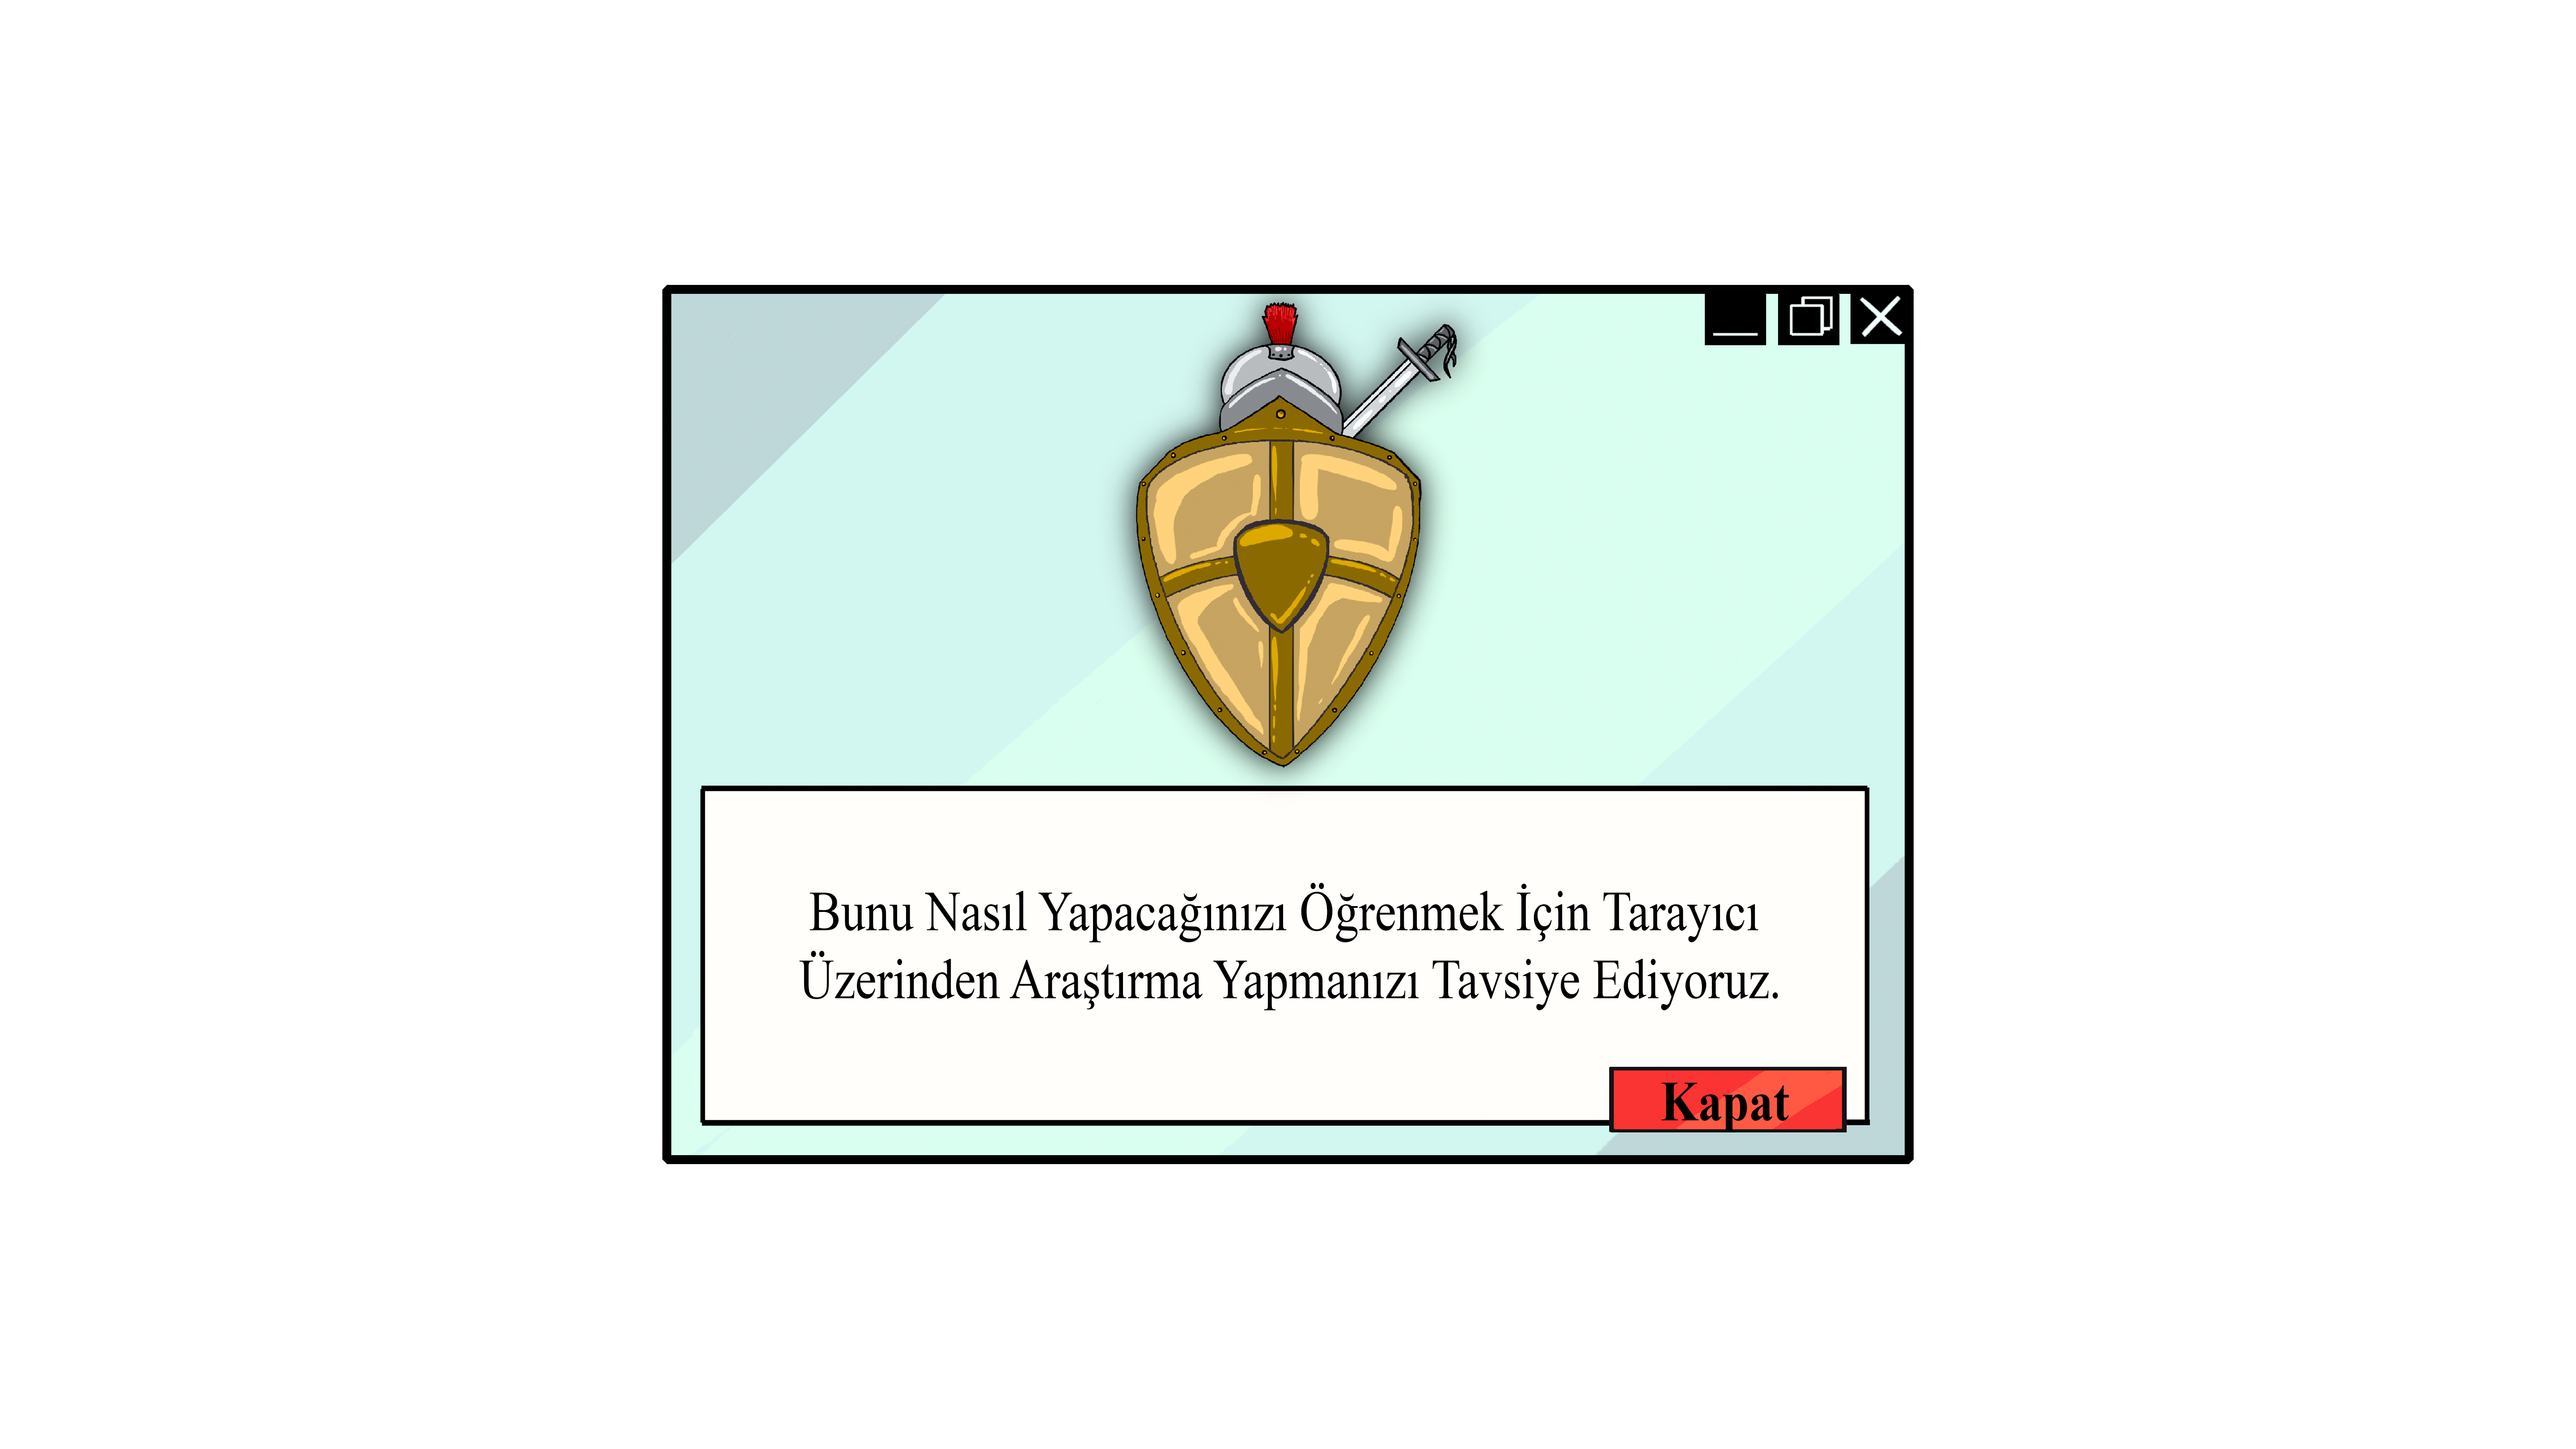 Bunu Nasıl Yapacağınızı Öğrenmek İçin Tarayıcı
Üzerinden Araştırma Yapmanızı Tavsiye Ediyoruz.
Kapat